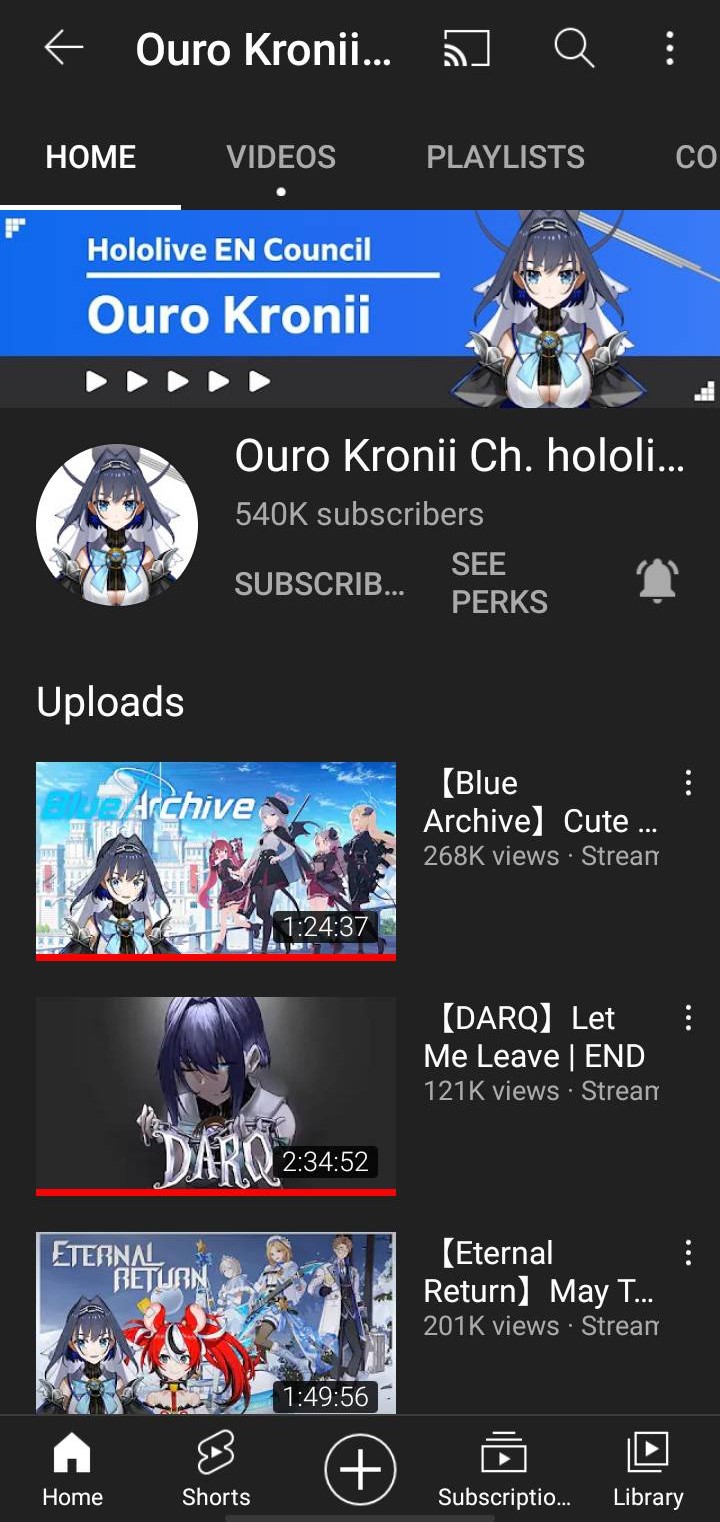 Ouro Kronii...
HOME
VIDEOS
PLAYLISTS
CO
Hololive EN Council
Ouro Kronii
Ouro Kronii Ch. hololi...
540K subscribers
SUBSCRIB...
SEE
PERKS
Uploads
Blue Archive
1:24:37
【Blue
Archive】Cute ...
268K views · Stream
DARQ
2:34:52
【DARQ】Let
Me Leave | END
121K views · Stream
ETERNAL
RETURN
1:49:56
【Eternal
Return】May T...
201K views · Stream
Home
Shorts
Subscriptio...
Library